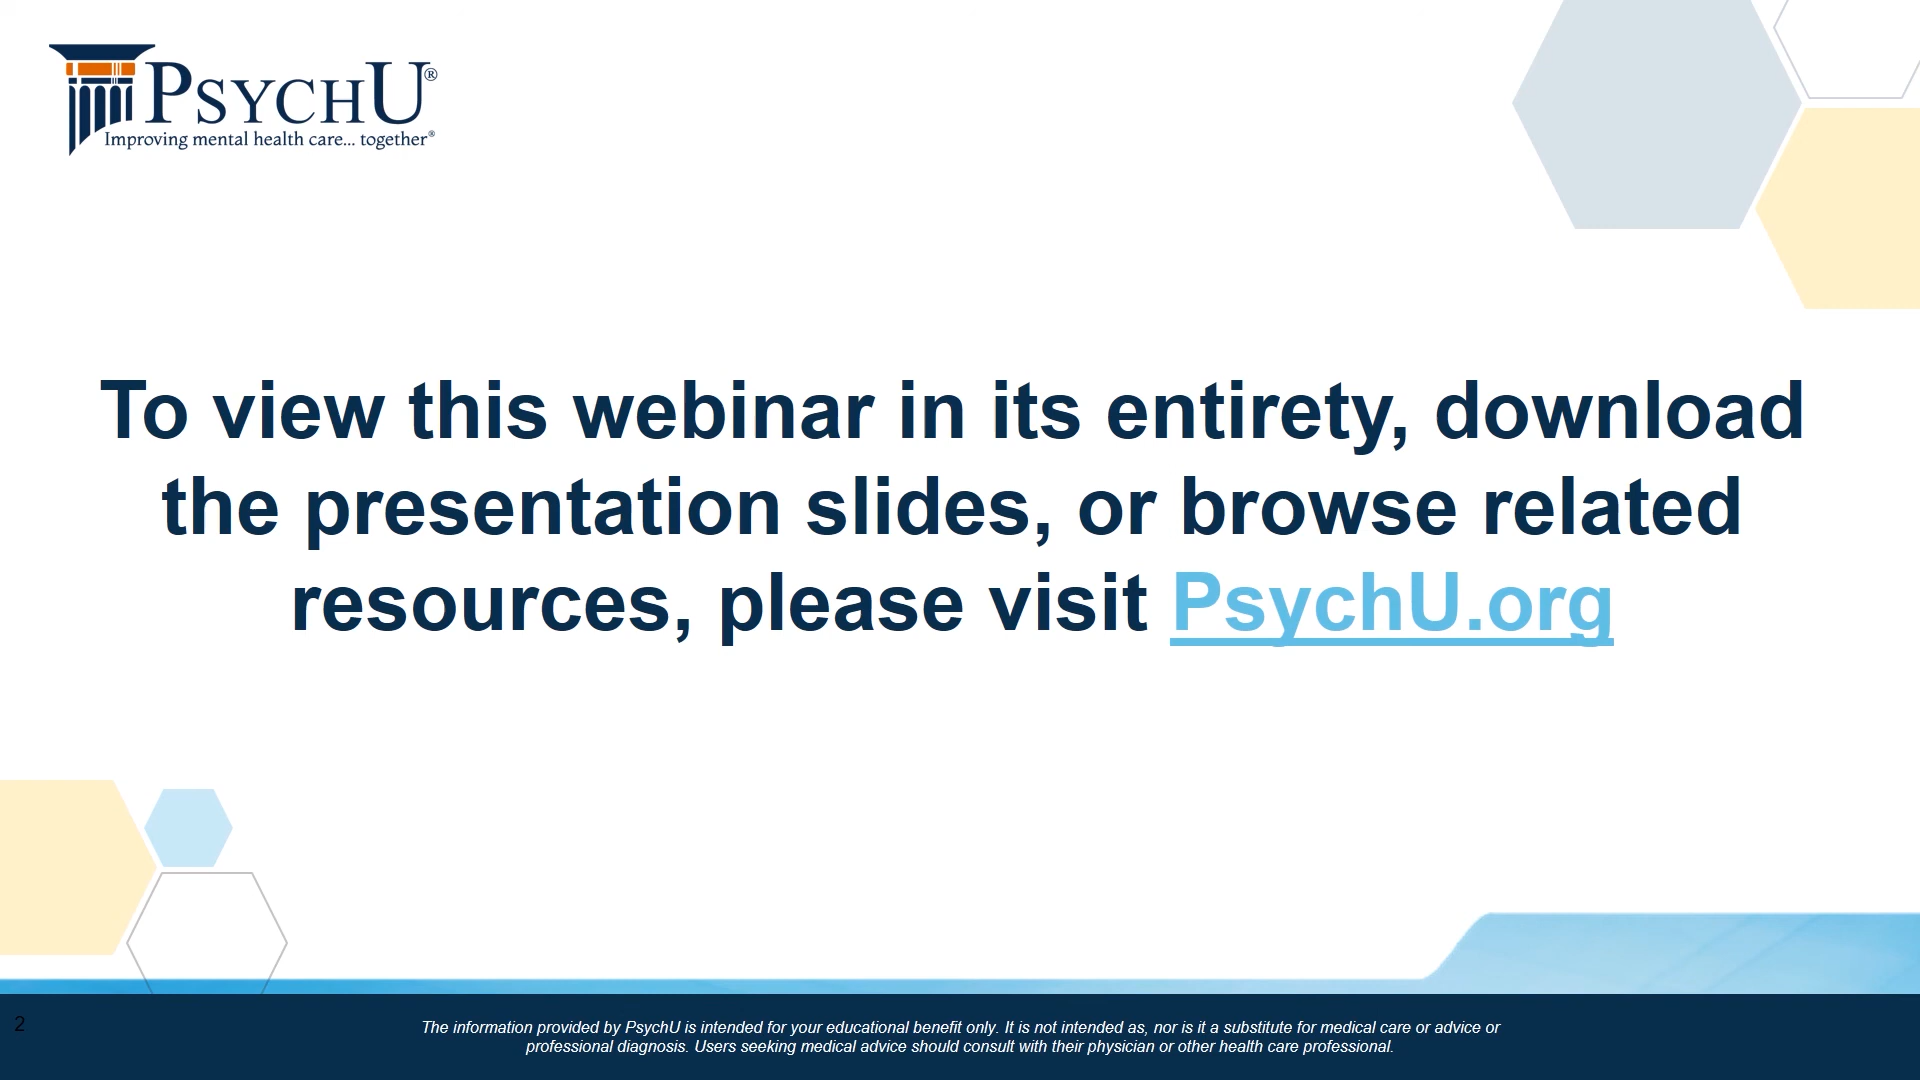 PSYCHU®
Improving mental health care... together®
To view this webinar in its entirety, download
the presentation slides, or browse related
resources, please visit PsychU.org
2
The information provided by PsychU is intended for your educational benefit only. It is not intended as, nor is it a substitute for medical care or advice or
professional diagnosis. Users seeking medical advice should consult with their physician or other health care professional.